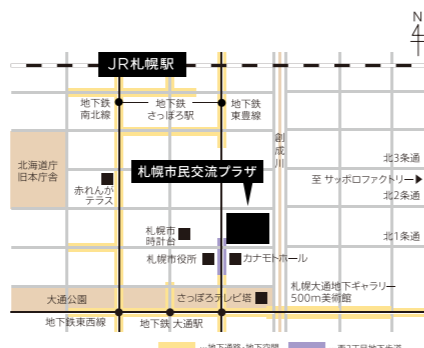 N
JR札幌駅
地下鉄
南北線
地下鉄
さっぽろ駅
地下鉄
東豊線
創成川
北海道庁
旧本庁舎
赤れんが
テラス
札幌市民交流プラザ
北3条通
至 サッポロファクトリー
北2条通
札幌市
時計台
北1条通
札幌市役所
カナモトホール
大通公園
さっぽろテレビ塔
札幌大通地下ギャラリー
500m美術館
地下鉄東西線
地下鉄 大通駅